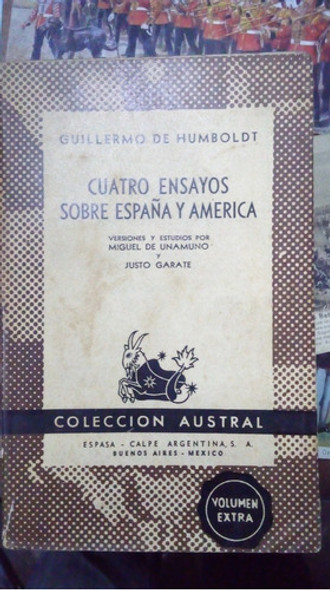 GUILLERMO DE HUMBOLDT
CUATRO ENSAYOS
SOBRE ESPAÑA Y AMERICA
VERSIONES Y ESTUDIOS POR
MIGUEL DE UNAMUNO
Y
JUSTO GARATE
COLECCION AUSTRAL
ESPASA - CALPE ARGENTINA, S. A.
BUENOS AIRES - MEXICO
VOLUMEN
EXTRA